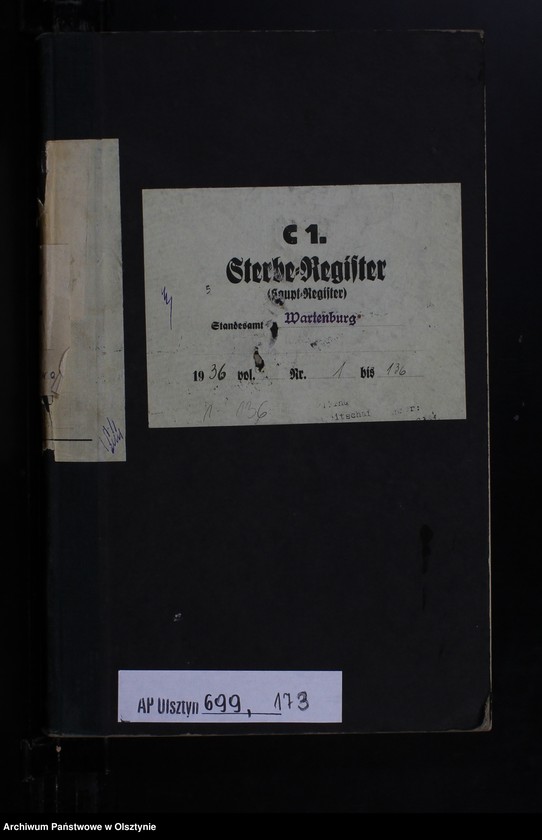 C 1.
Sterbe-Register
(Haupt-Register)
Standesamt Wartenburg
1936 vol. Nr. 1 bis 136
136
AP Olsztyn 699, 173
Archiwum Państwowe w Olsztynie